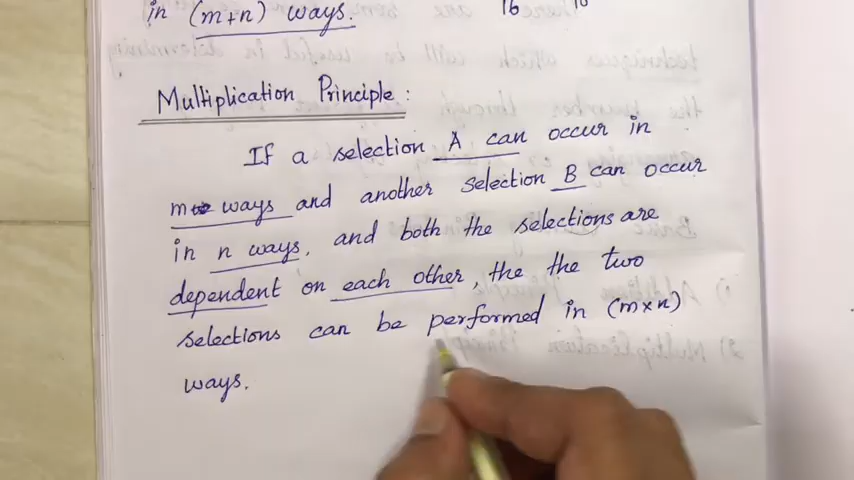 in (m+n) ways.
16
Multiplication Principle:
If a selection A can occur in
m ways and another selection B can occur
in n ways, and both the selections are
dependent on each other, the the two
selections can be performed in (m×n)
ways.